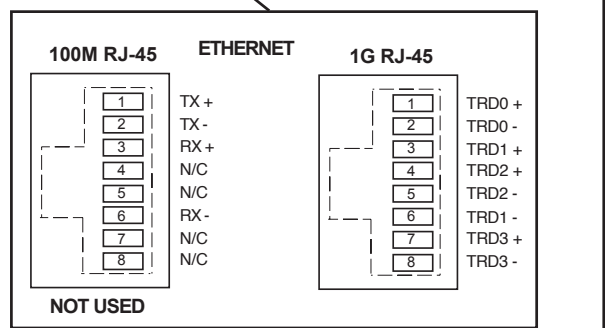 ETHERNET
100M RJ-45
1 TX +
2 TX -
3 RX +
4 N/C
5 N/C
6 RX -
7 N/C
8 N/C
NOT USED
1G RJ-45
1 TRD0 +
2 TRD0 -
3 TRD1 +
4 TRD2 +
5 TRD2 -
6 TRD1 -
7 TRD3 +
8 TRD3 -